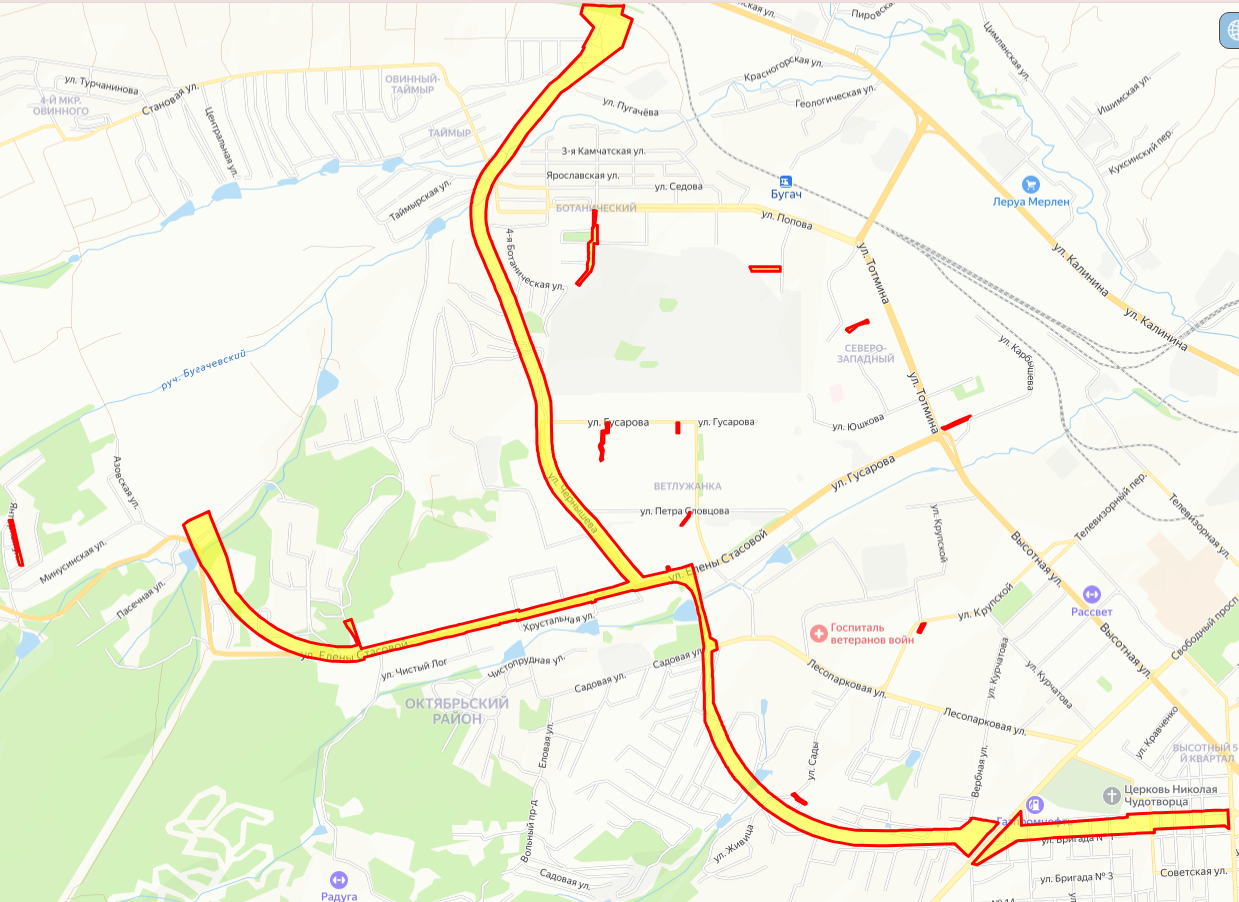 ская ул.
Пировская
Цимлянская ул.
ул. Турчанинова
Становая ул.
4-Й МКР.
ОВИННОГО
ОВИННЫЙ-
ТАЙМЫР
Центральная ул.
ТАЙМЫР
Красногорская ул.
Геологическая ул.
Ишимская ул.
ул. Пугачёва
Куксинский пер.
3-я Камчатская ул.
Ярославская ул.
ул. Седова
Таймырская ул.
Бугач
Леруа Мерлен
БОТАНИЧЕСКИЙ
ул. Попова
4-я Ботаническая ул.
ул. Тотмина
ул. Калинина
ул. Калинина
руч. Бугачевский
СЕВЕРО-
ЗАПАДНЫЙ
ул. Карбышева
ул. Тотмина
ул. Гусарова
ул. Гусарова
ул. Юшкова
ул. Гусарова
Азовская ул.
ВЕТЛУЖАНКА
ул. Чернышева
ул. Петра Словцова
ул. Крупской
Телевизорный пер.
Телевизорная ул.
Минусинская ул.
Пасечная ул.
ул. Елены Стасовой
Высотная ул.
Рассвет
ул. Крупской
Свободный просп
Хрустальная ул.
Госпиталь
ветеранов войн
Высотная ул.
ул. Елены Стасовой
ул. Чистый Лог
Чистопрудная ул.
Садовая ул.
Садовая ул.
Лесопарковая ул.
ул. Курчатова
ул. Курчатова
ОКТЯБРЬСКИЙ
РАЙОН
Лесопарковая ул.
ул. Кравченко
ВЫСОТНЫЙ 5
Й КВАРТАЛ
Еловая ул.
ул. Сады
Вербная ул.
Церковь Николая
Чудотворца
Газпромнефть
Вольный пр-д
ул. Живица
ул. Бригада № 1
Садовая ул.
ул. Бригада № 3
Советская ул.
Радуга
№ 14